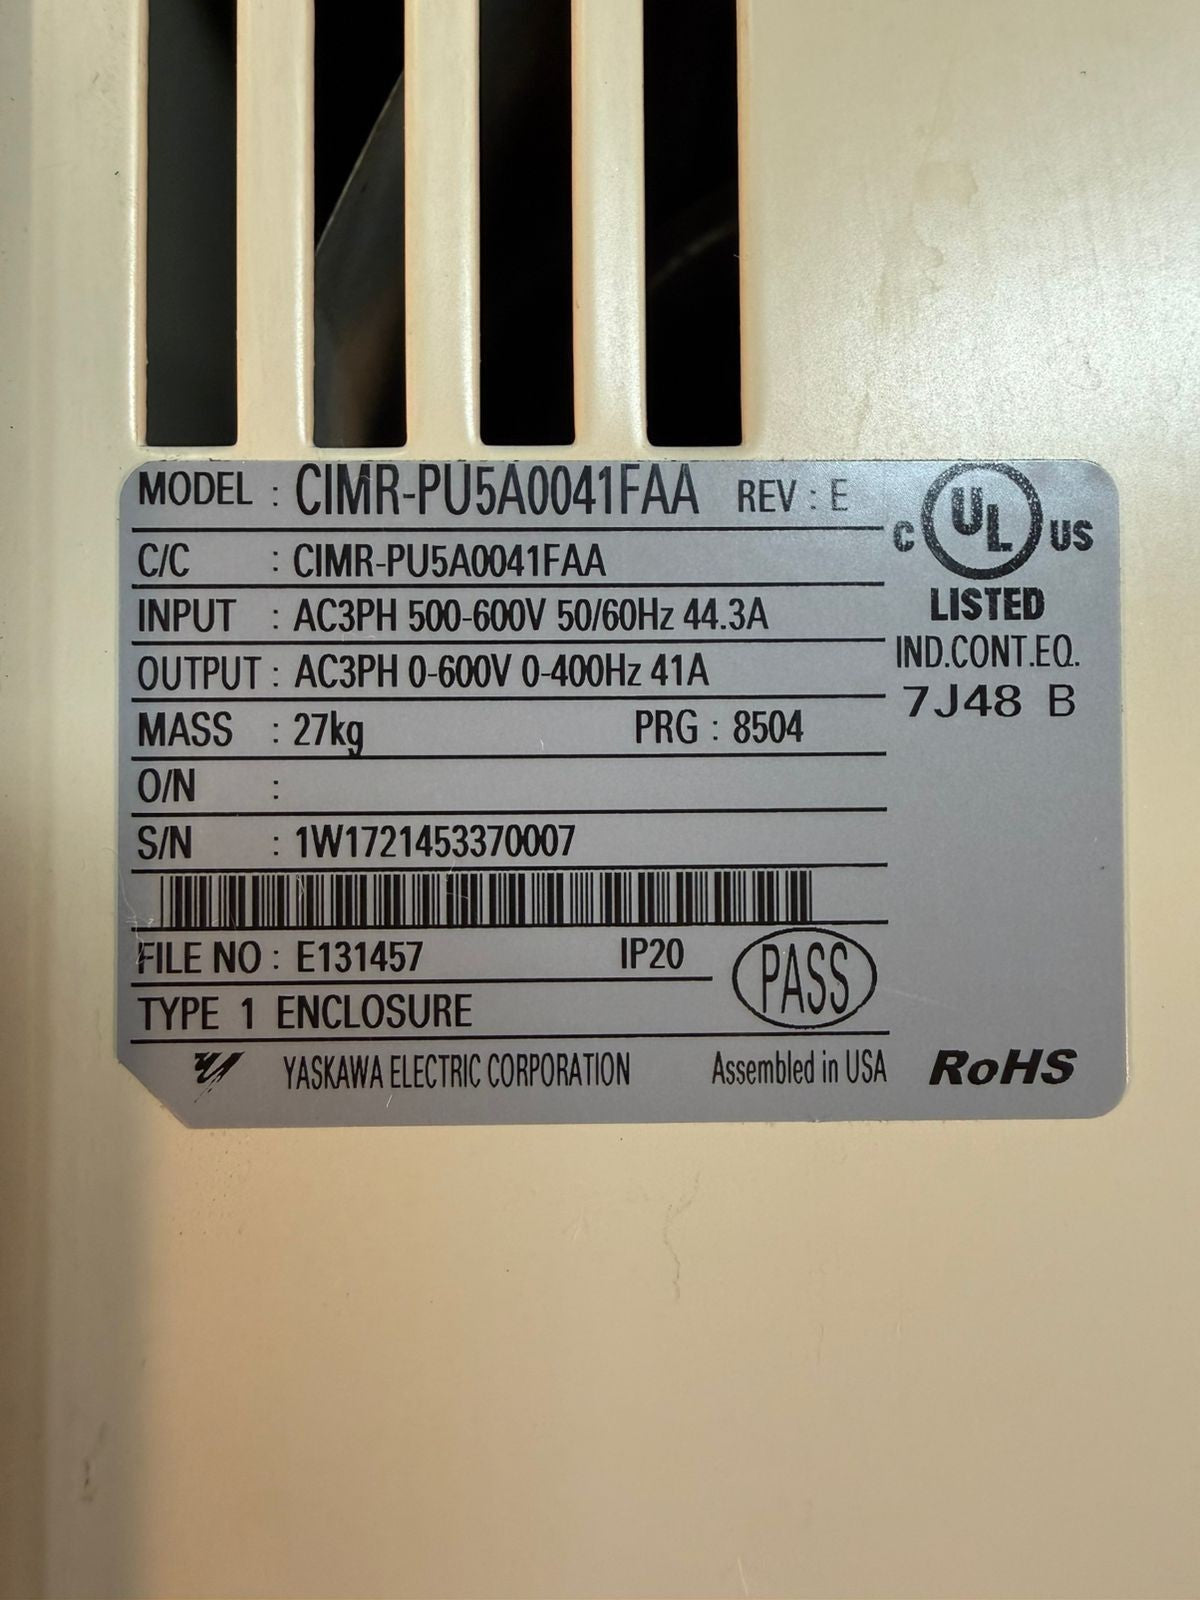 MODEL : CIMR-PU5A0041FAA REV : E
C/C : CIMR-PU5A0041FAA
INPUT : AC3PH 500-600V 50/60Hz 44.3A
OUTPUT : AC3PH 0-600V 0-400Hz 41A
MASS : 27kg PRG : 8504
O/N :
S/N : 1W1721453370007
FILE NO : E131457 IP20
PASS
TYPE 1 ENCLOSURE
YASKAWA ELECTRIC CORPORATION Assembled in USA
C UL US
LISTED
IND.CONT.EQ.
7J48 B
RoHS